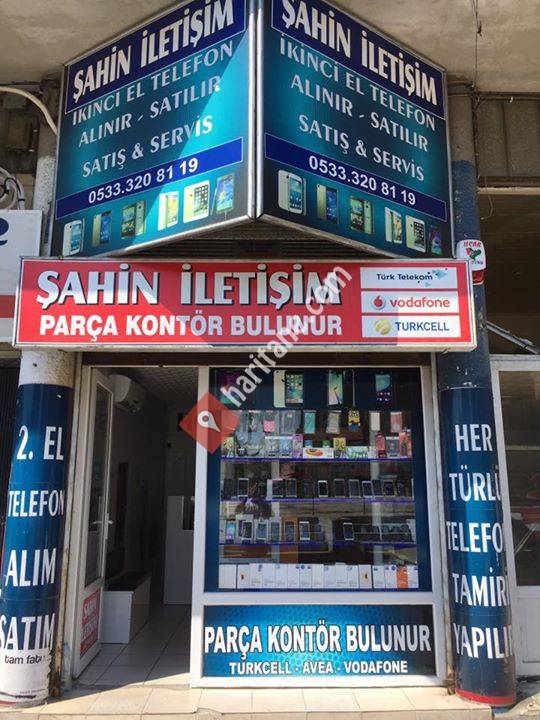 ŞAHİN İLETİŞİM
İKİNCİ EL TELEFON
ALINIR - SATILIR
SATIŞ & SERVİS
0533.320 81 19
ŞAHİN İLETİŞİM
İKİNCİ EL TELEFON
ALINIR - SATILIR
SATIŞ & SERVİS
0533.320 81 19
ŞAHİN İLETİŞİM
PARÇA KONTÖR BULUNUR
Türk Telekom
vodafone
TURKCELL
haritane.com
2. EL
TELEFON
ALIM
SATIM
HER
TÜRLÜ
TELEFON
TAMİR
YAPILIR
PARÇA KONTÖR BULUNUR
TURKCELL - AVEA - VODAFONE